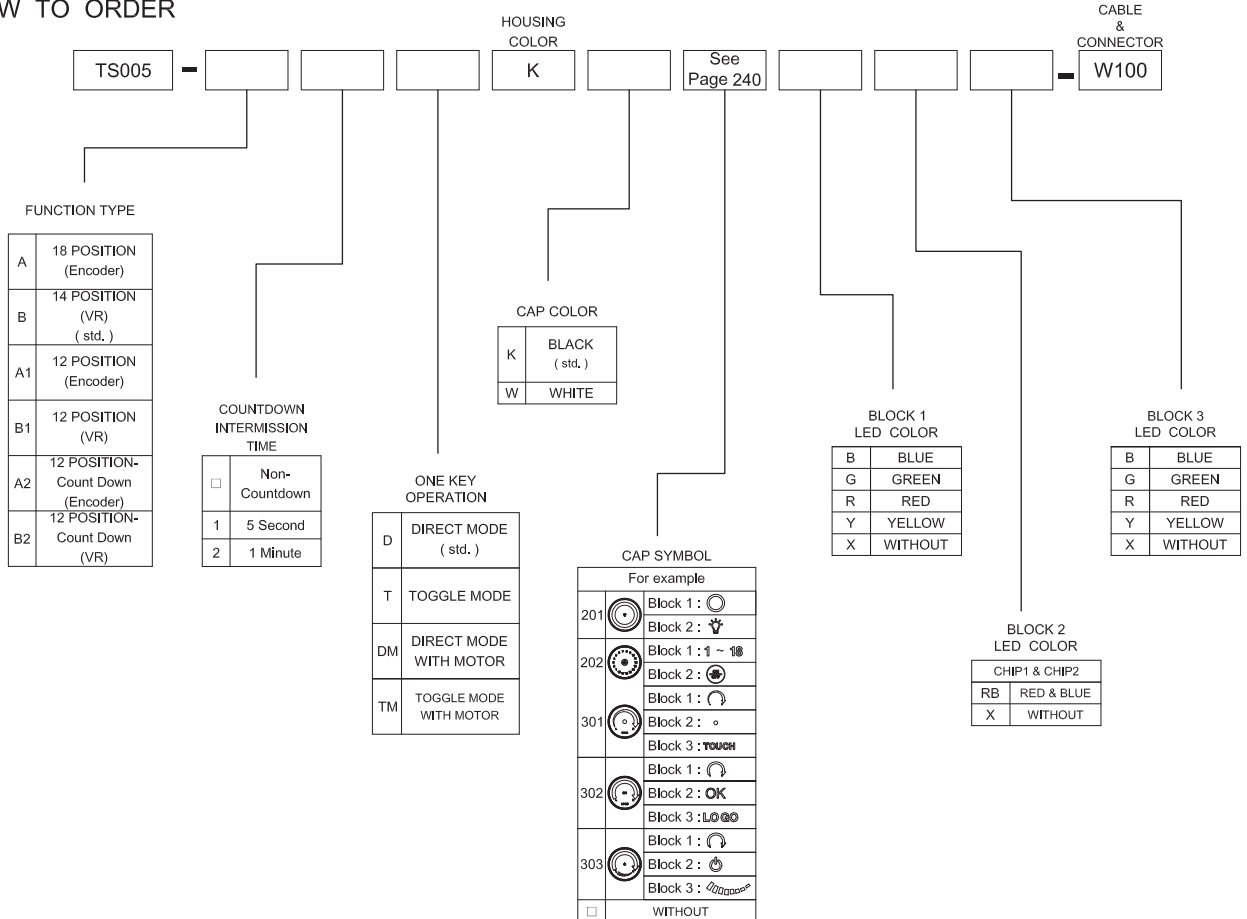 W TO ORDER
HOUSING
COLOR
CABLE
&
CONNECTOR
TS005 - K See
Page 240 - W100
FUNCTION TYPE
A 18 POSITION
(Encoder)
B 14 POSITION
(VR)
( std. )
A1 12 POSITION
(Encoder)
B1 12 POSITION
(VR)
A2 12 POSITION-
Count Down
(Encoder)
B2 12 POSITION-
Count Down
(VR)
COUNTDOWN
INTERMISSION
TIME
□ Non-
Countdown
1 5 Second
2 1 Minute
ONE KEY
OPERATION
D DIRECT MODE
( std. )
T TOGGLE MODE
DM DIRECT MODE
WITH MOTOR
TM TOGGLE MODE
WITH MOTOR
CAP COLOR
K BLACK
( std. )
W WHITE
CAP SYMBOL
For example
201 Block 1 :
Block 2 :
202 Block 1 : 1 ~ 18
Block 2 :
301 Block 1 :
Block 2 :
Block 3 : TOUCH
302 Block 1 :
Block 2 : OK
Block 3 : LOGO
303 Block 1 :
Block 2 :
Block 3 :
□ WITHOUT
BLOCK 1
LED COLOR
B BLUE
G GREEN
R RED
Y YELLOW
X WITHOUT
BLOCK 2
LED COLOR
CHIP1 & CHIP2
RB RED & BLUE
X WITHOUT
BLOCK 3
LED COLOR
B BLUE
G GREEN
R RED
Y YELLOW
X WITHOUT